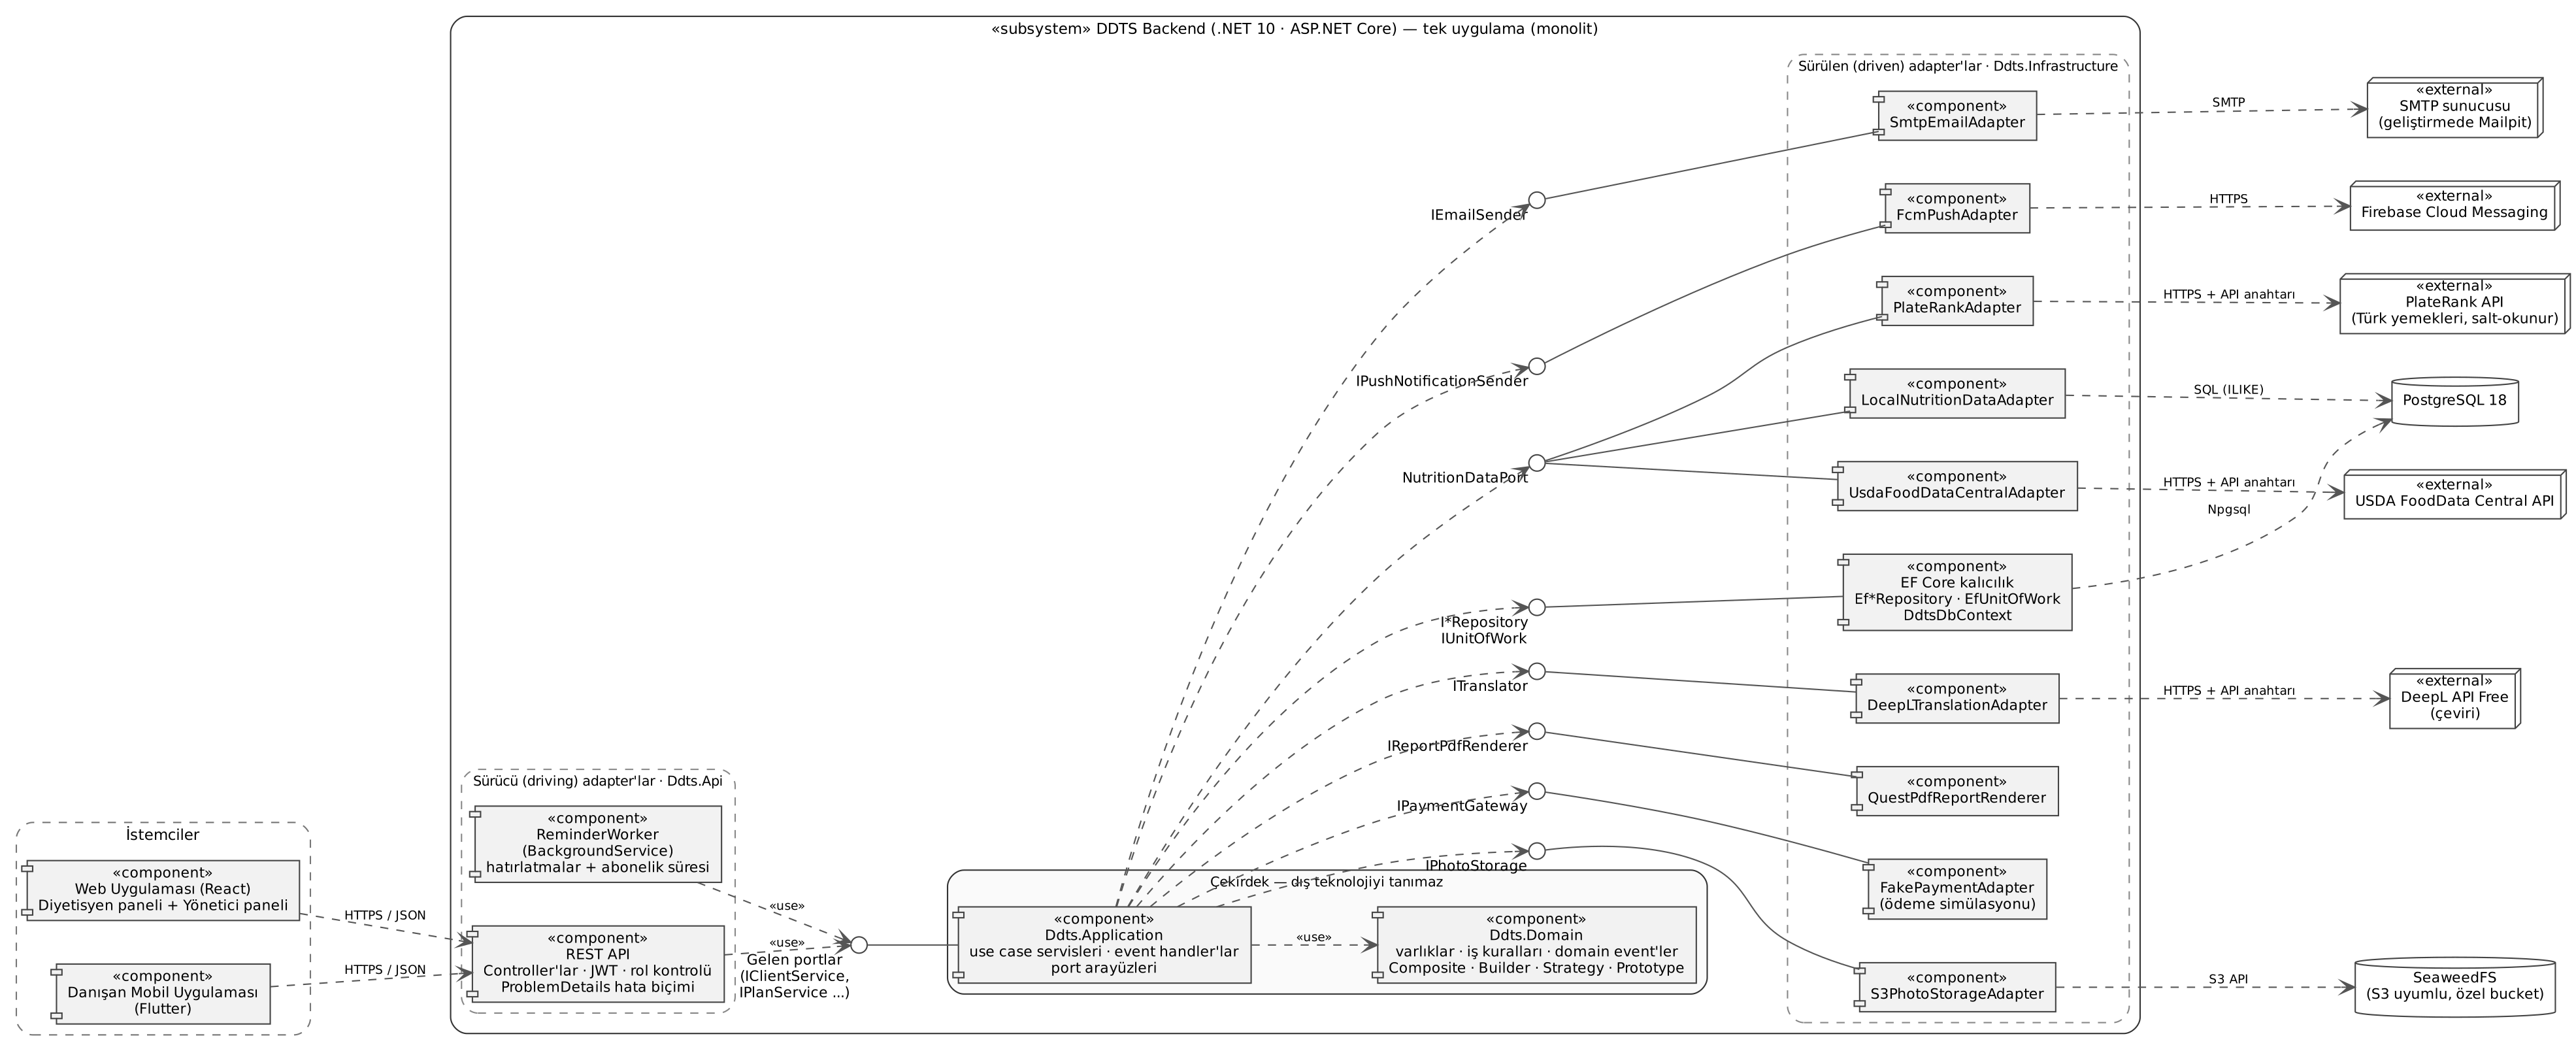 «subsystem» DDTS Backend (.NET 10 · ASP.NET Core) — tek uygulama (monolit)
İstemciler
«component»
Web Uygulaması (React)
Diyetisyen paneli + Yönetici paneli
«component»
Danışan Mobil Uygulaması
(Flutter)
HTTPS / JSON
HTTPS / JSON
Sürücü (driving) adapter'lar · Ddts.Api
«component»
ReminderWorker
(BackgroundService)
hatırlatmalar + abonelik süresi
«component»
REST API
Controller'lar · JWT · rol kontrolü
ProblemDetails hata biçimi
«use»
«use»
Gelen portlar
(IClientService,
IPlanService ...)
Çekirdek — dış teknolojiyi tanımaz
«component»
Ddts.Application
use case servisleri · event handler'lar
port arayüzleri
«use»
«component»
Ddts.Domain
varlıklar · iş kuralları · domain event'ler
Composite · Builder · Strategy · Prototype
IEmailSender
IPushNotificationSender
NutritionDataPort
I*Repository
IUnitOfWork
ITranslator
IReportPdfRenderer
IPaymentGateway
IPhotoStorage
Sürülen (driven) adapter'lar · Ddts.Infrastructure
«component»
SmtpEmailAdapter
«component»
FcmPushAdapter
«component»
PlateRankAdapter
«component»
LocalNutritionDataAdapter
«component»
UsdaFoodDataCentralAdapter
«component»
EF Core kalıcılık
Ef*Repository · EfUnitOfWork
DdtsDbContext
«component»
DeepLTranslationAdapter
«component»
QuestPdfReportRenderer
«component»
FakePaymentAdapter
(ödeme simülasyonu)
«component»
S3PhotoStorageAdapter
SMTP
HTTPS
HTTPS + API anahtarı
SQL (ILIKE)
HTTPS + API anahtarı
Npgsql
HTTPS + API anahtarı
S3 API
«external»
SMTP sunucusu
(geliştirmede Mailpit)
«external»
Firebase Cloud Messaging
«external»
PlateRank API
(Türk yemekleri, salt-okunur)
PostgreSQL 18
«external»
USDA FoodData Central API
«external»
DeepL API Free
(çeviri)
SeaweedFS
(S3 uyumlu, özel bucket)